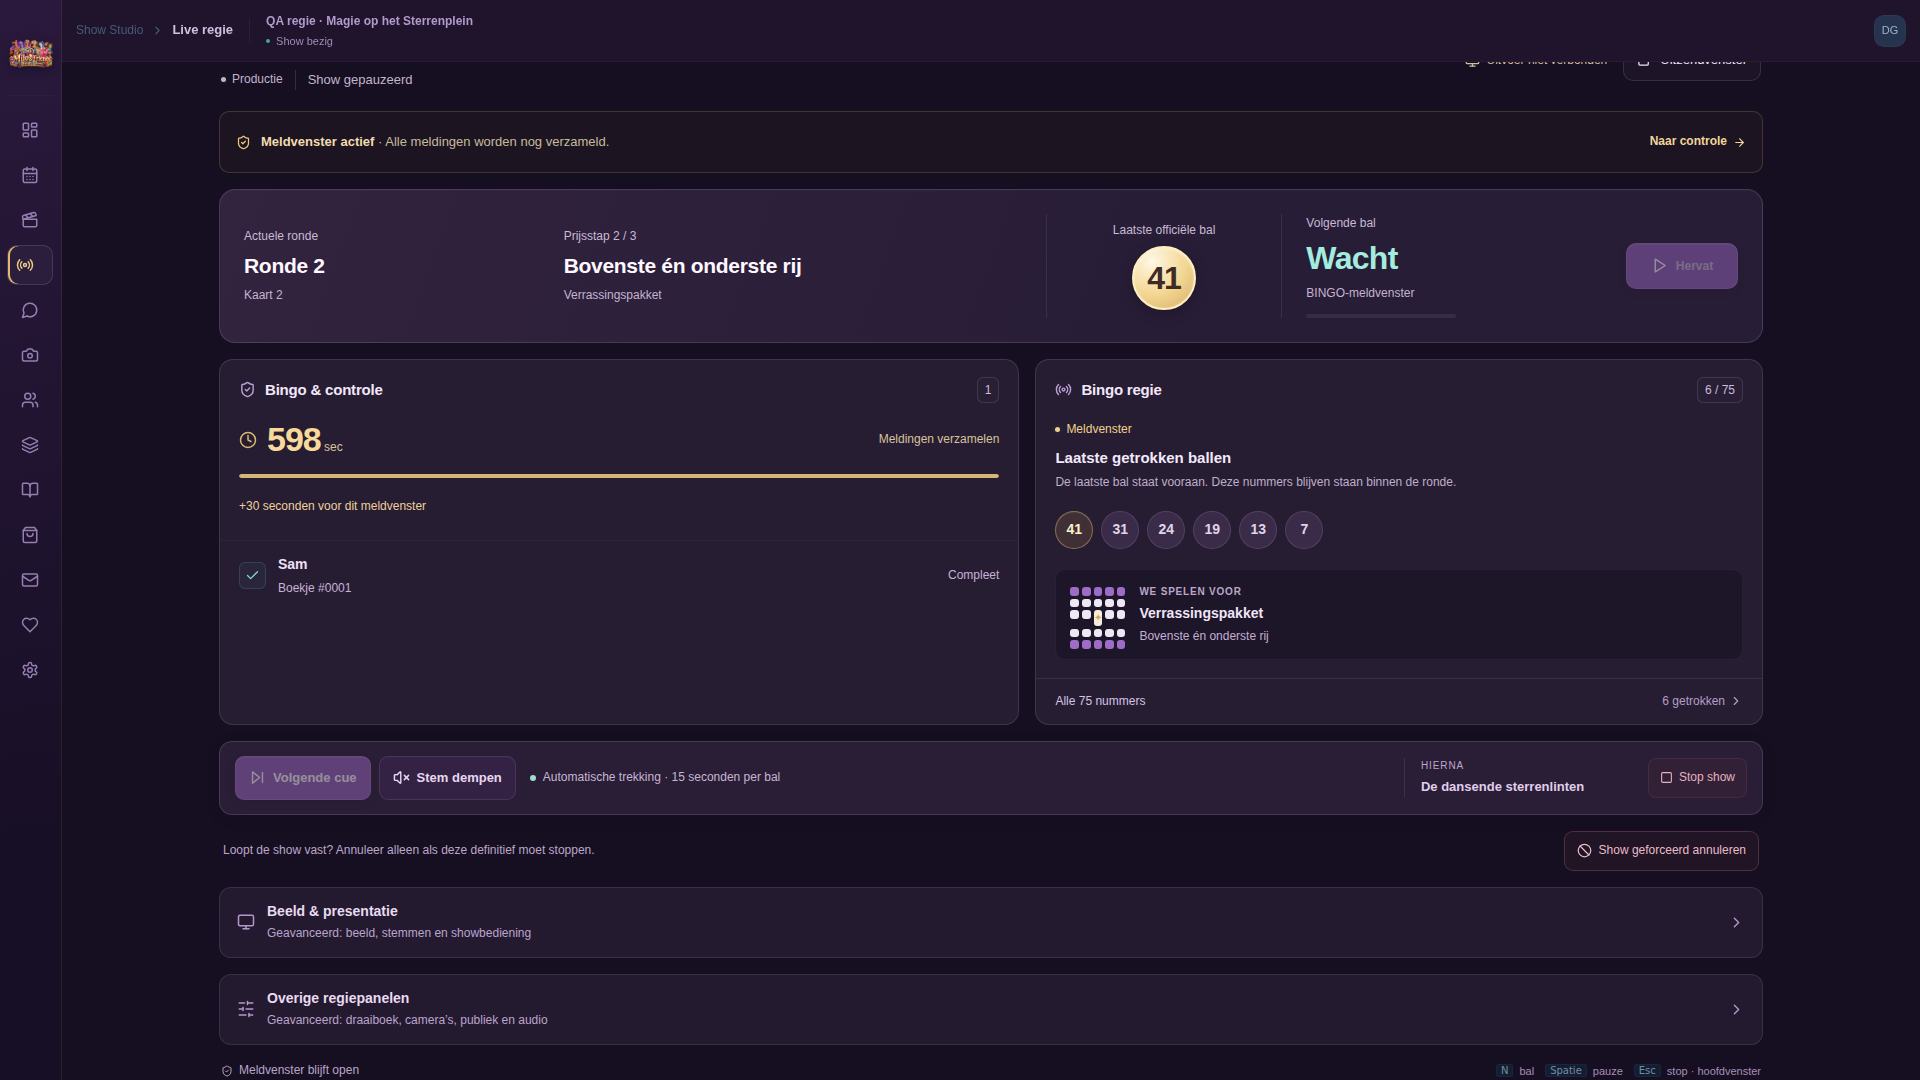 Show Studio
Live regie
QA regie · Magie op het Sterrenplein
Show bezig
DG
Productie
Show gepauzeerd
Meldvenster actief · Alle meldingen worden nog verzameld.
Naar controle
Actuele ronde
Ronde 2
Kaart 2
Prijsstap 2 / 3
Bovenste én onderste rij
Verrassingspakket
Laatste officiële bal
41
Volgende bal
Wacht
BINGO-meldvenster
Hervat
Bingo & controle
1
598 sec
Meldingen verzamelen
+30 seconden voor dit meldvenster
Sam
Boekje #0001
Compleet
Bingo regie
6 / 75
Meldvenster
Laatste getrokken ballen
De laatste bal staat vooraan. Deze nummers blijven staan binnen de ronde.
41 31 24 19 13 7
WE SPELEN VOOR
Verrassingspakket
Bovenste én onderste rij
Alle 75 nummers
6 getrokken
Volgende cue
Stem dempen
Automatische trekking · 15 seconden per bal
HIERNA
De dansende sterrenlinten
Stop show
Loopt de show vast? Annuleer alleen als deze definitief moet stoppen.
Show geforceerd annuleren
Beeld & presentatie
Geavanceerd: beeld, stemmen en showbediening
Overige regiepanelen
Geavanceerd: draaiboek, camera's, publiek en audio
Meldvenster blijft open
N bal Spatie pauze Esc stop · hoofdvenster